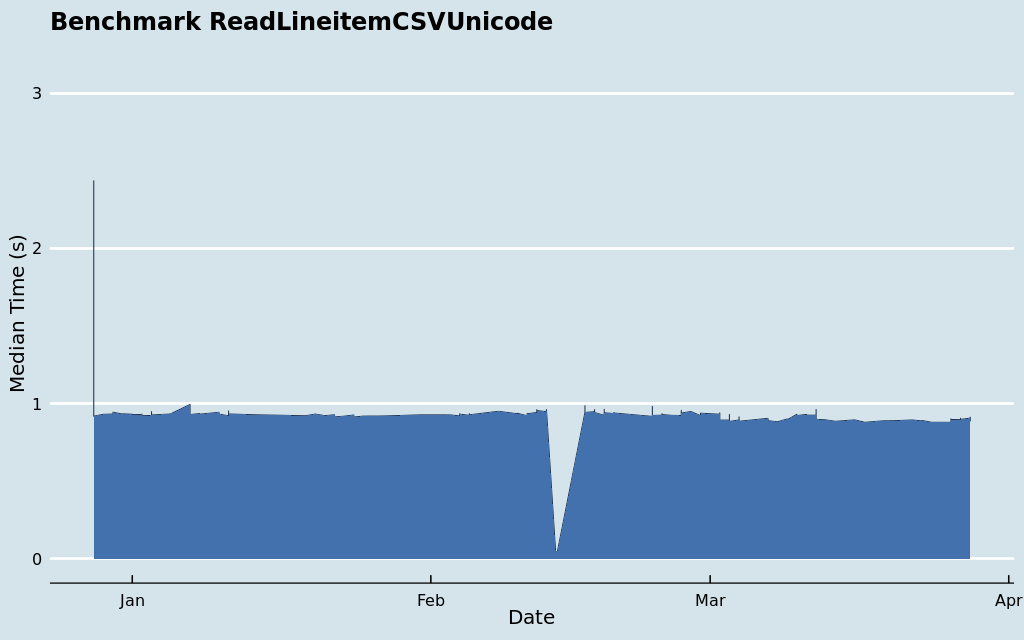 Benchmark ReadLineitemCSVUnicode
3
2
1
0
Median Time (s)
Jan
Feb
Mar
Apr
Date